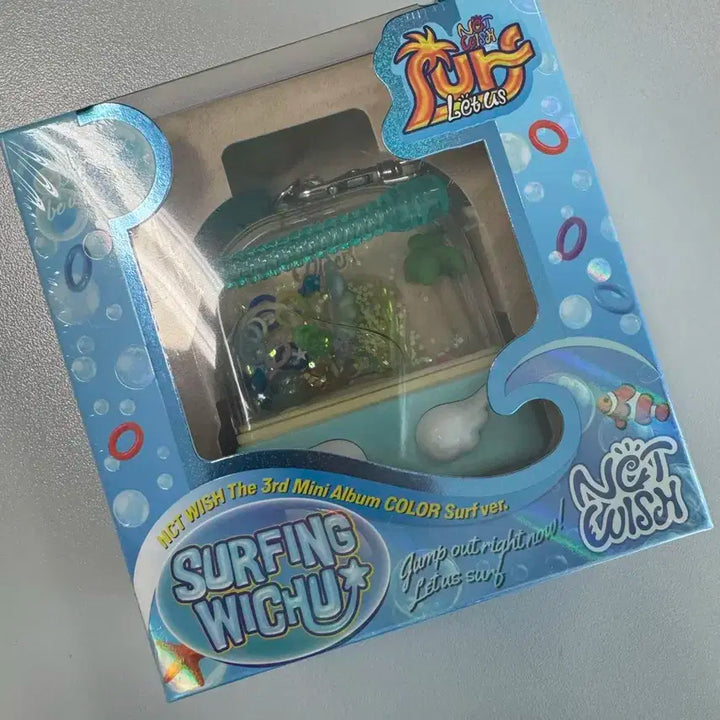 NCT
WISH
Surf
Let us
be u
NCT WISH The 3rd Mini Album COLOR Surf ver.
SURFING
WICHU
Jump out right now!
Let us surf
NCT
WISH